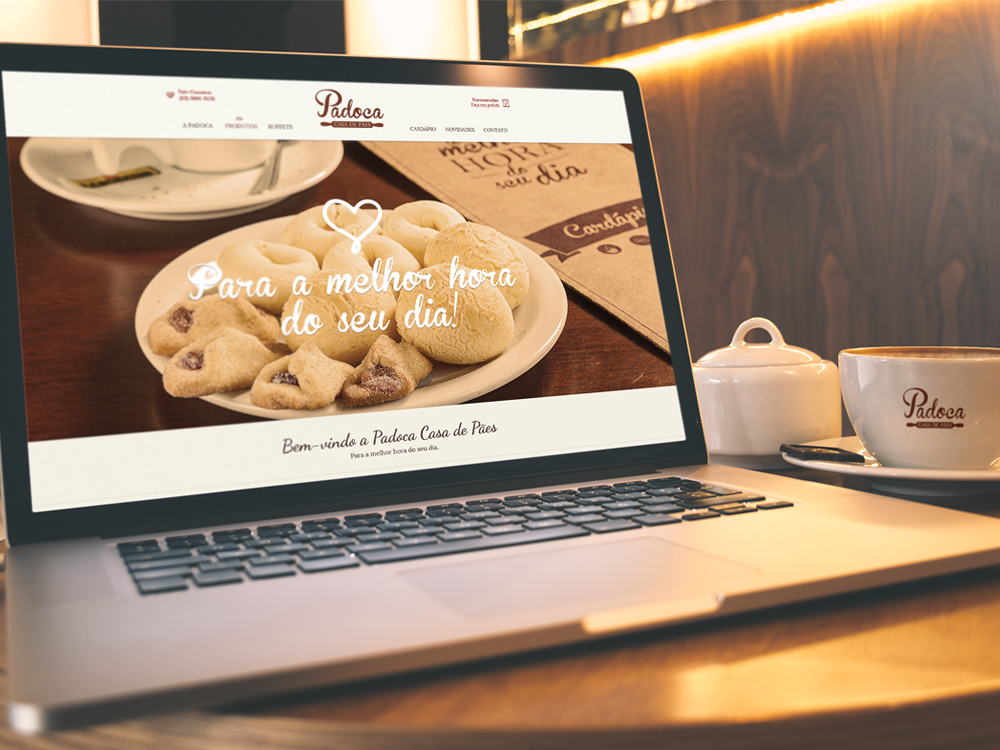 Fale Conosco
Padoca
CASA DE PÃES
Encomendas
Faça seu pedido
A PADOCA
PRODUTOS
BUFFETS
CARDÁPIO
NOVIDADES
CONTATO
melhor
HORA
do
seu dia
Cardápio
Para a melhor hora
do seu dia!
Bem-vindo a Padoca Casa de Pães
Para a melhor hora do seu dia.
Padoca
CASA DE PÃES